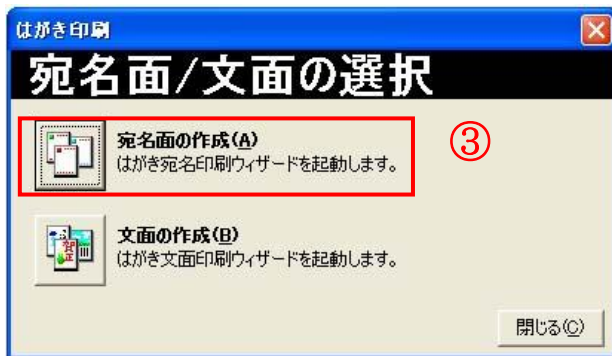 はがき印刷
宛名面/文面の選択
宛名面の作成(A)
はがき宛名印刷ウィザードを起動します。
③
文面の作成(B)
はがき文面印刷ウィザードを起動します。
閉じる(C)